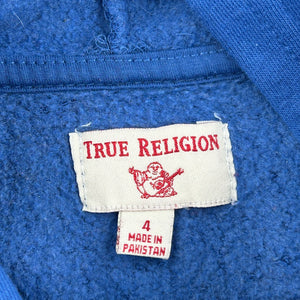 TRUE RELIGION
4
MADE IN
PAKISTAN